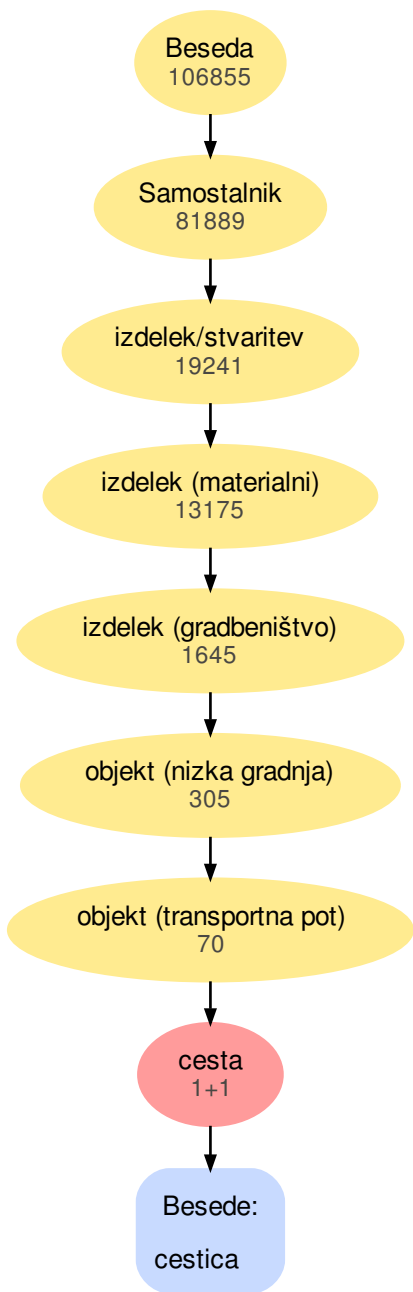 Beseda
106855
Samostalnik
81889
izdelek/stvaritev
19241
izdelek (materialni)
13175
izdelek (gradbeništvo)
1645
objekt (nizka gradnja)
305
objekt (transportna pot)
70
cesta
1+1
Besede:
cestica